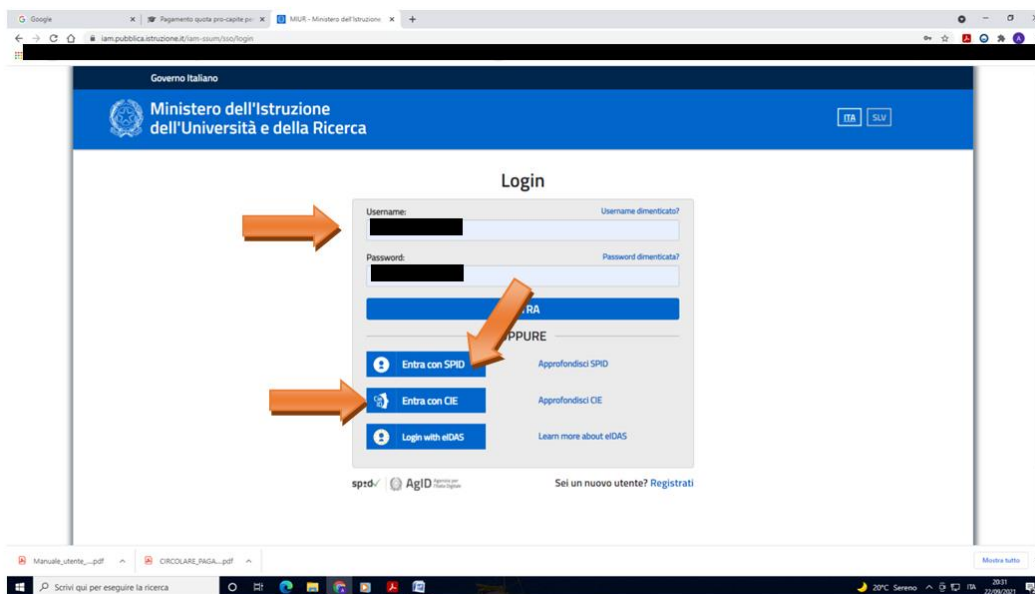 Google
Pagamento quota pro-capite per
MIUR - Ministero dell'Istruzione
iam.pubblica.istruzione.it/iam-ssum/sso/login
Governo Italiano
Ministero dell'Istruzione
dell'Università e della Ricerca
ITA
SLV
Login
Username:
Username dimenticato?
Password:
Password dimenticata?
TRA
PPURE
Entra con SPID
Approfondisci SPID
Entra con CIE
Approfondisci CIE
Login with eIDAS
Learn more about eIDAS
spid
AgID
Sei un nuovo utente? Registrati
Manuale_utente_....pdf
CIRCOLARE_PAGA....pdf
Mostra tutto
Scrivi qui per eseguire la ricerca
20°C Sereno
ITA
20:31
22/09/2021